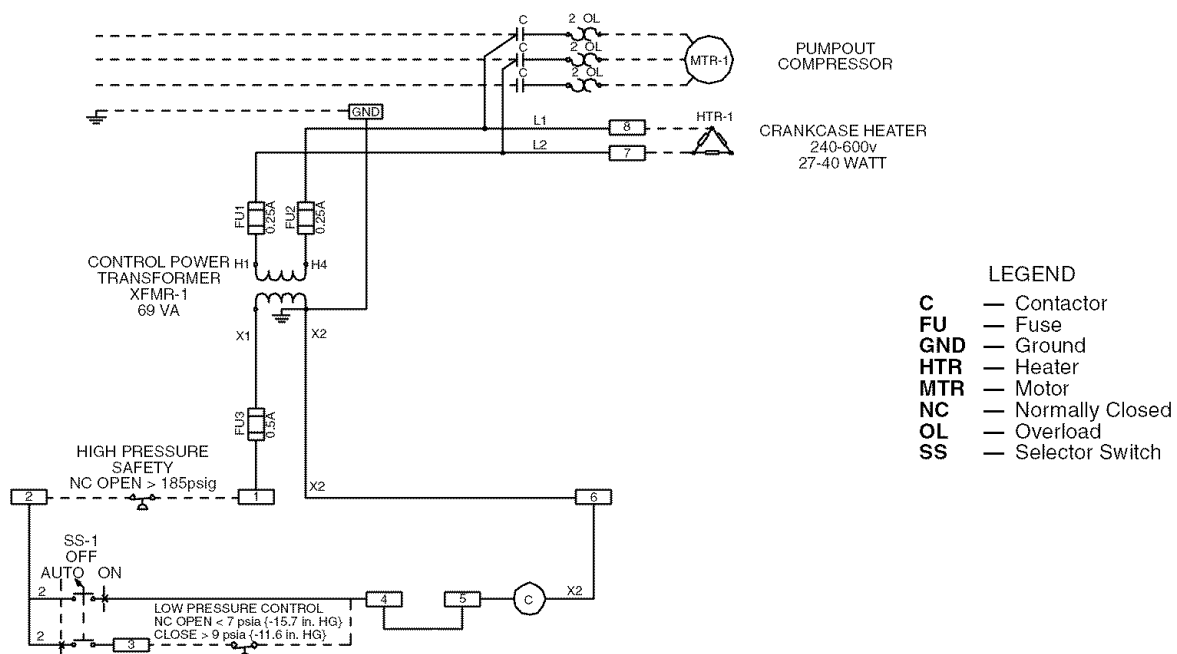 C 2 OL
C 2 OL
C 2 OL
MTR-1
PUMPOUT
COMPRESSOR
GND
L1
8
HTR-1
L2
7
CRANKCASE HEATER
240-600v
27-40 WATT
FU1
0.25A
FU2
0.25A
CONTROL POWER
TRANSFORMER
XFMR-1
69 VA
H1
H4
X1
X2
FU3
0.5A
HIGH PRESSURE
SAFETY
NC OPEN > 185psig
2
1
X2
6
SS-1
OFF
AUTO ON
2
4
5
C
X2
LOW PRESSURE CONTROL
NC OPEN < 7 psia {-15.7 in. HG}
CLOSE > 9 psia {-11.6 in. HG}
2
3
LEGEND
C — Contactor
FU — Fuse
GND — Ground
HTR — Heater
MTR — Motor
NC — Normally Closed
OL — Overload
SS — Selector Switch